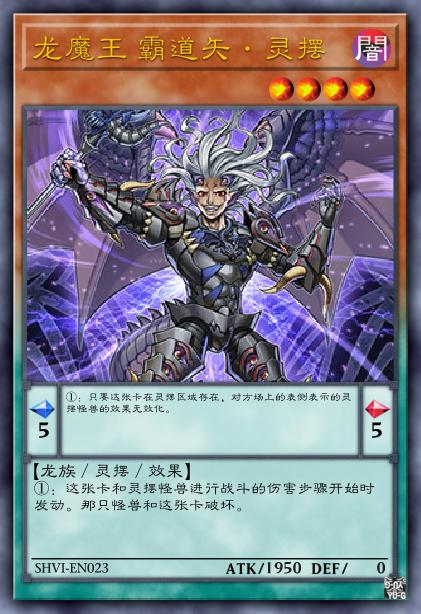 龙魔王 霸道矢・灵摆 闇
①：只要这张卡在灵摆区域存在，对方场上的表侧表示的灵
摆怪兽的效果无效化。
5 5
【龙族／灵摆／效果】
①：这张卡和灵摆怪兽进行战斗的伤害步骤开始时
发动。那只怪兽和这张卡破坏。
SHVI-EN023 ATK/1950 DEF/ 0